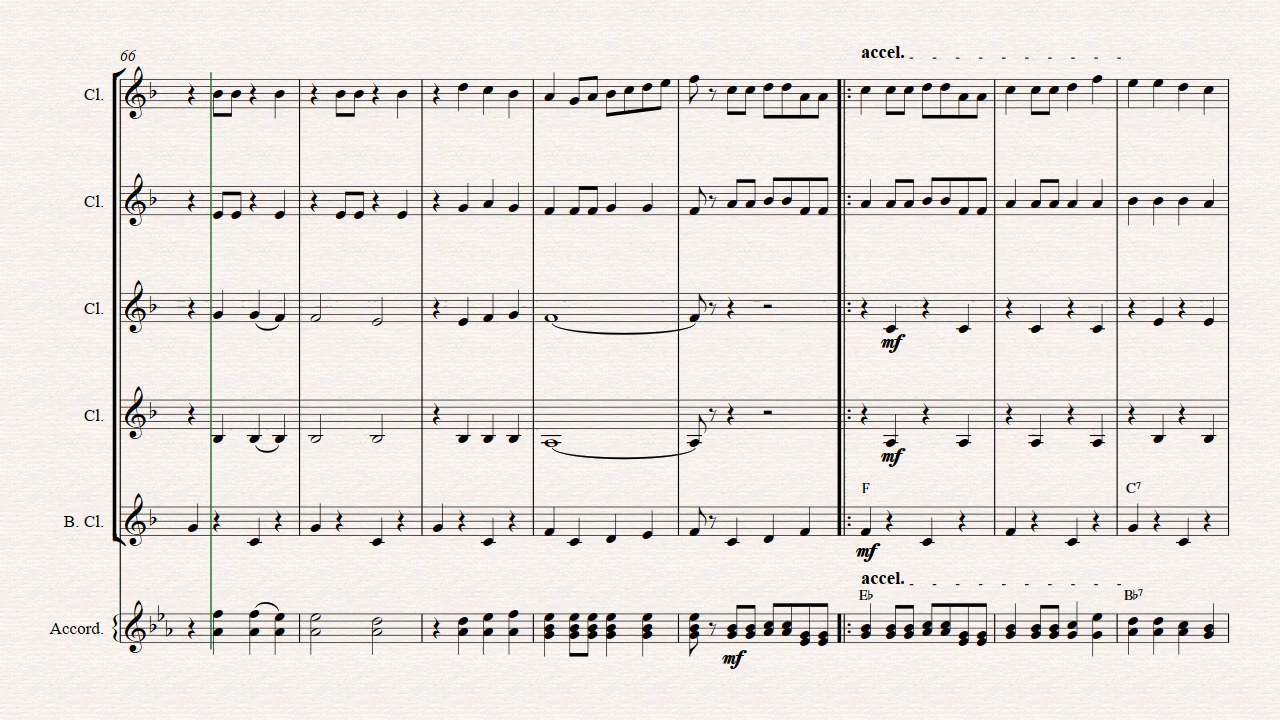 66
accel.
Cl.
Cl.
Cl.
mf
Cl.
mf
F C7
B. Cl.
mf
accel.
E♭ B♭7
Accord.
mf